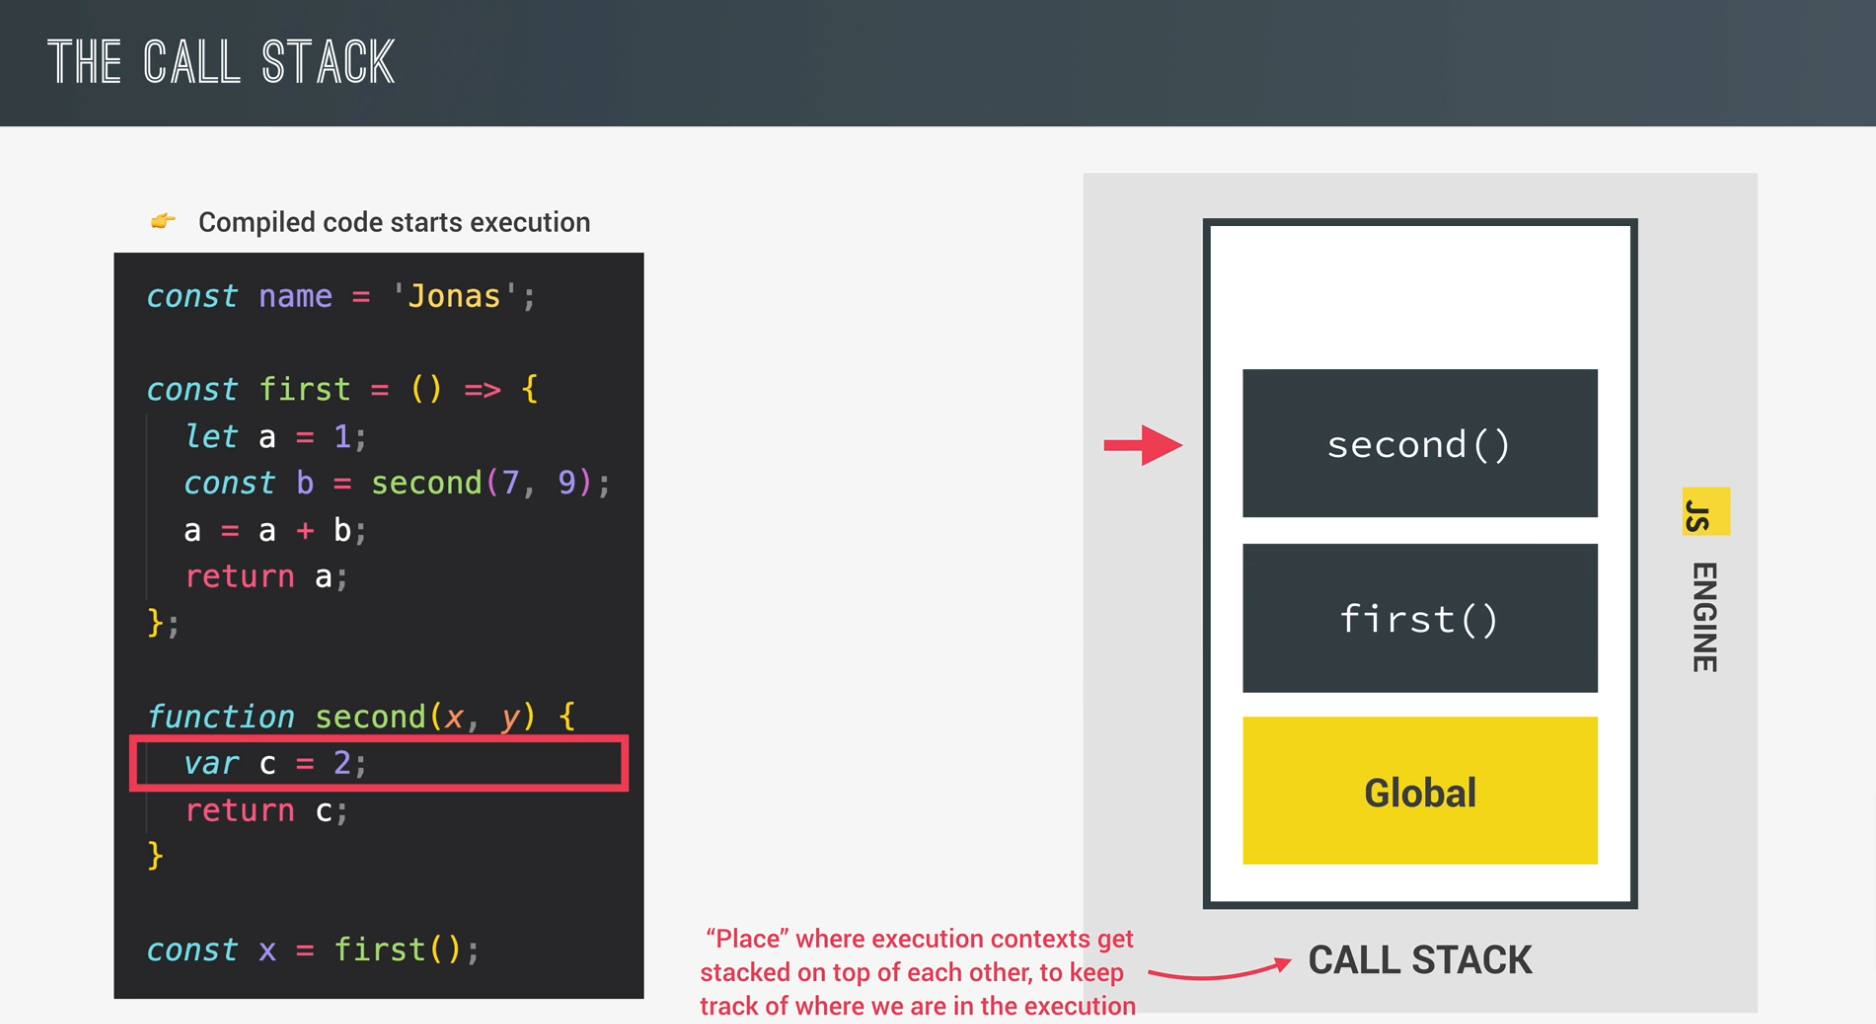 THE CALL STACK
👉 Compiled code starts execution
const name = 'Jonas';
const first = () => {
let a = 1;
const b = second(7, 9);
a = a + b;
return a;
};
function second(x, y) {
var c = 2;
return c;
}
const x = first();
second()
first()
Global
CALL STACK
JS ENGINE
“Place” where execution contexts get
stacked on top of each other, to keep
track of where we are in the execution